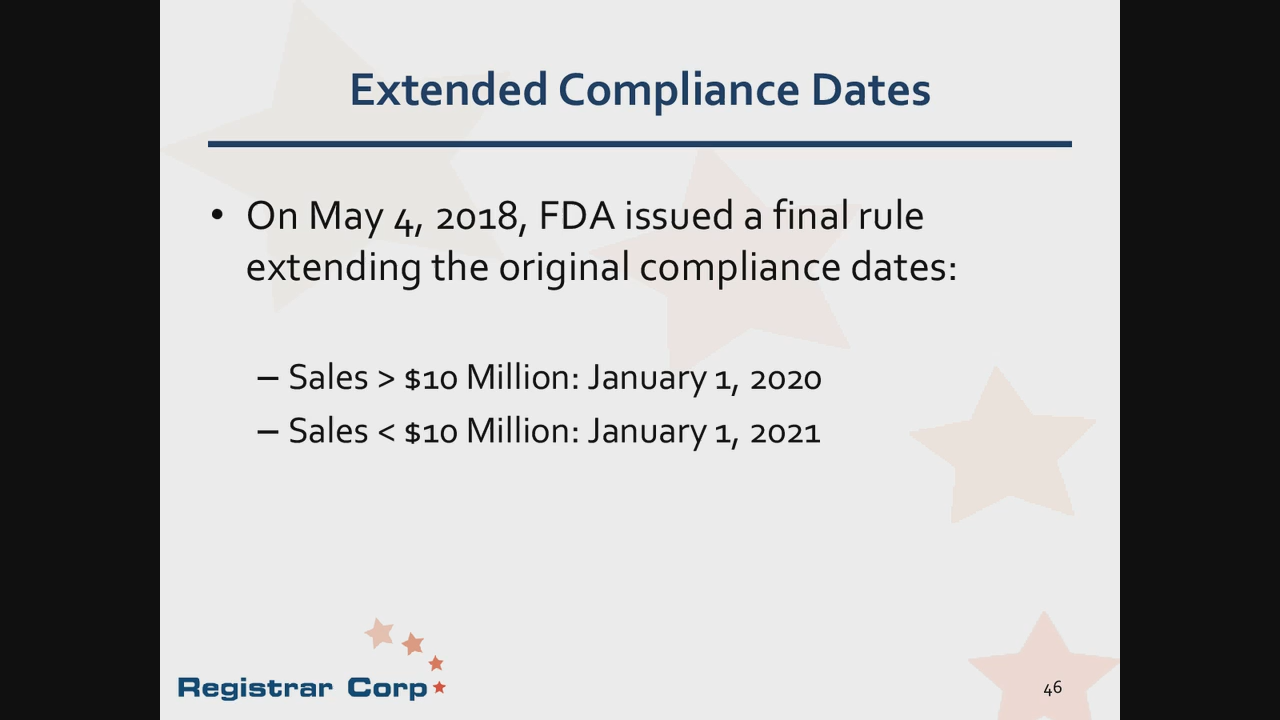 Extended Compliance Dates
• On May 4, 2018, FDA issued a final rule
extending the original compliance dates:
– Sales > $10 Million: January 1, 2020
– Sales < $10 Million: January 1, 2021
Registrar Corp
46